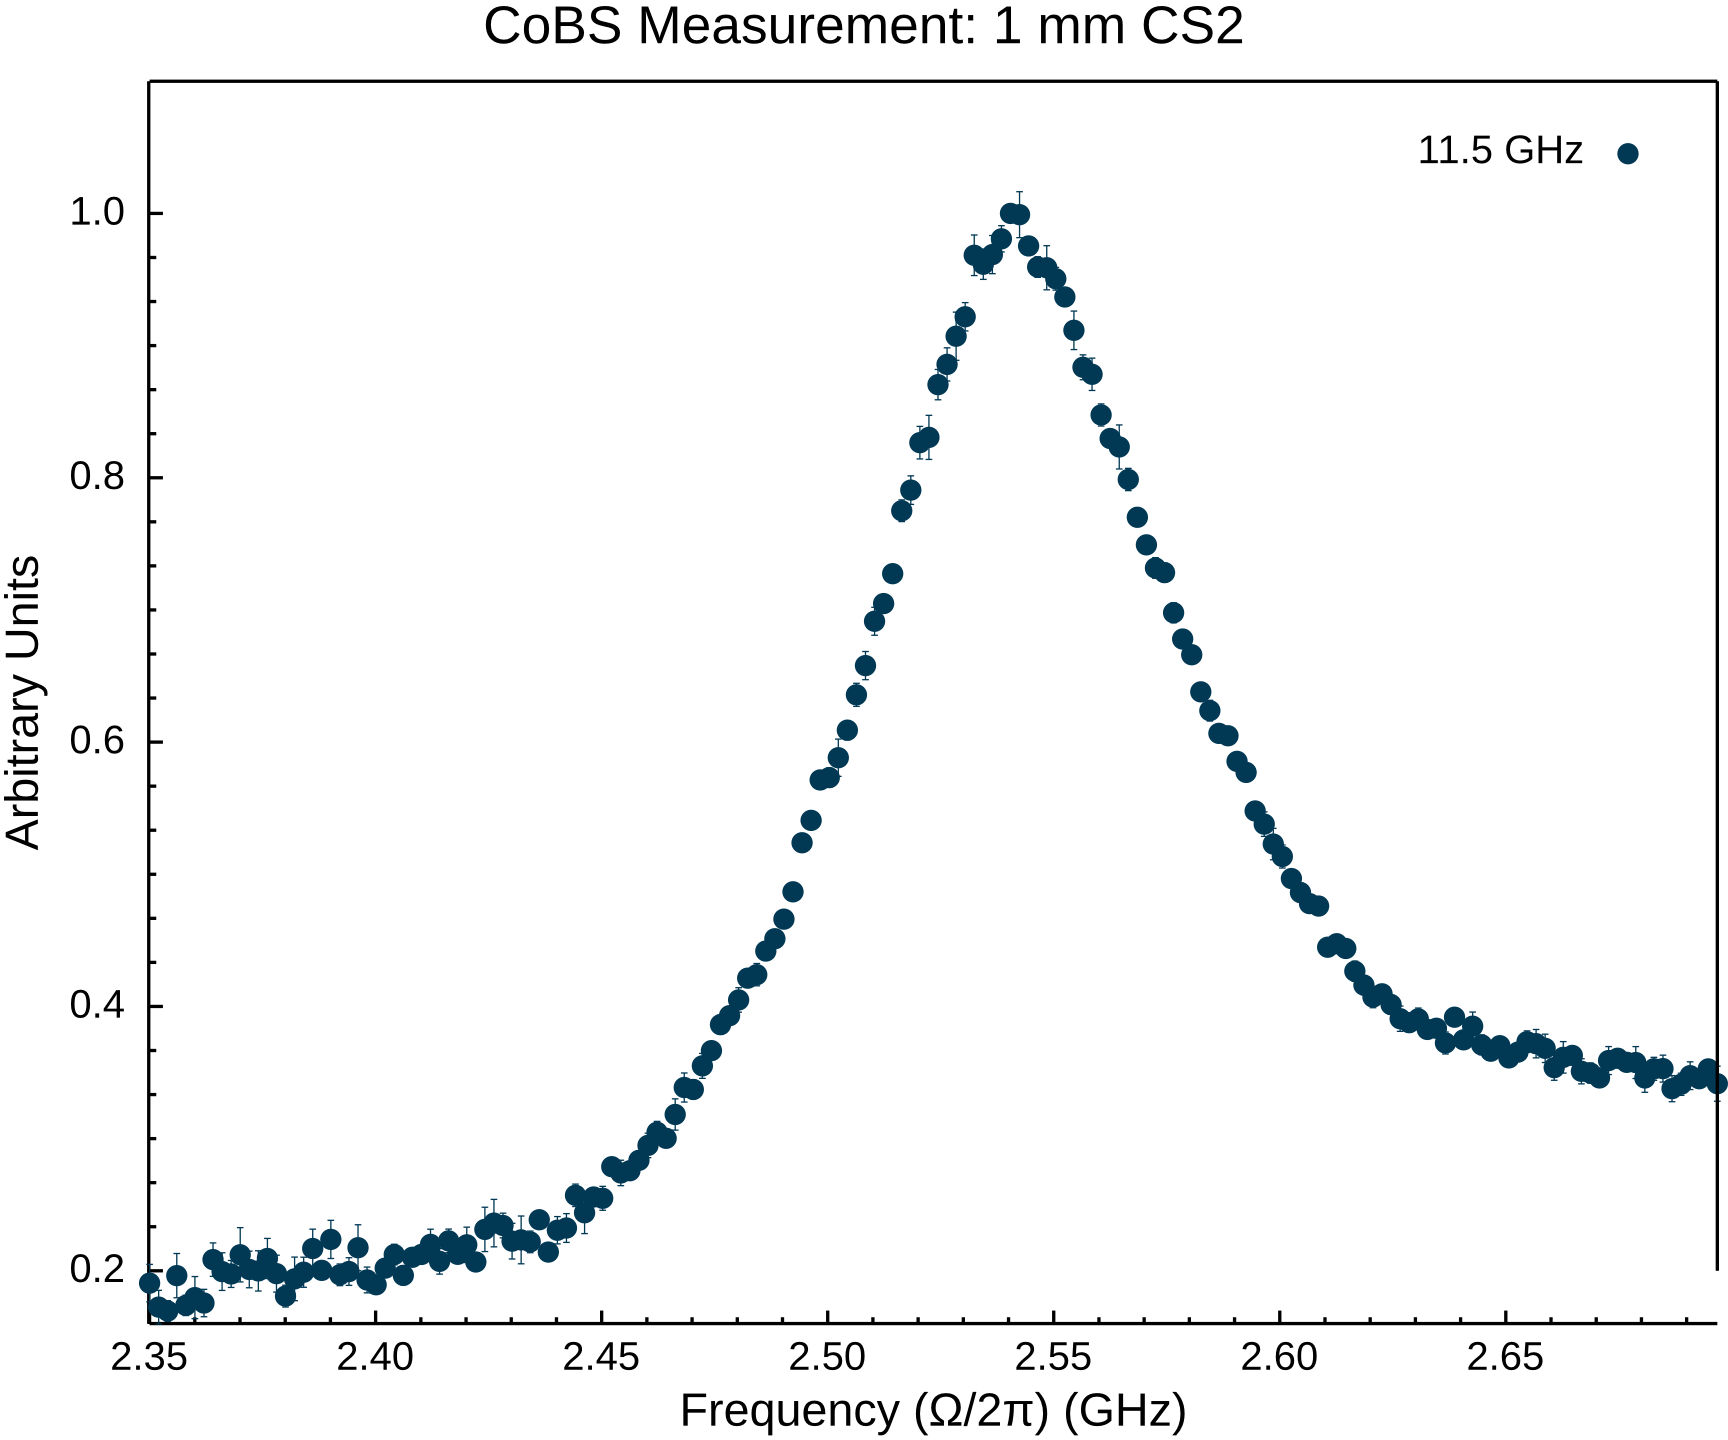 CoBS Measurement: 1 mm CS2
11.5 GHz
1.0
0.8
0.6
0.4
0.2
Arbitrary Units
2.35 2.40 2.45 2.50 2.55 2.60 2.65
Frequency (Ω/2π) (GHz)